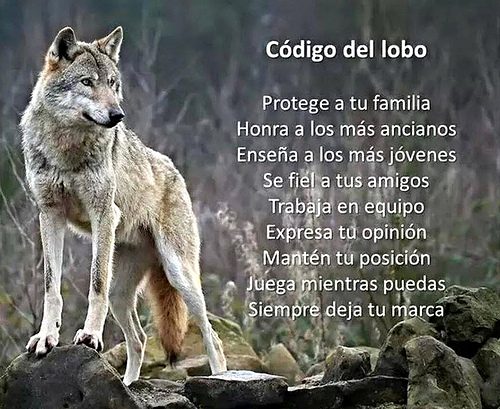 Código del lobo
Protege a tu familia
Honra a los más ancianos
Enseña a los más jóvenes
Se fiel a tus amigos
Trabaja en equipo
Expresa tu opinión
Mantén tu posición
Juega mientras puedas
Siempre deja tu marca